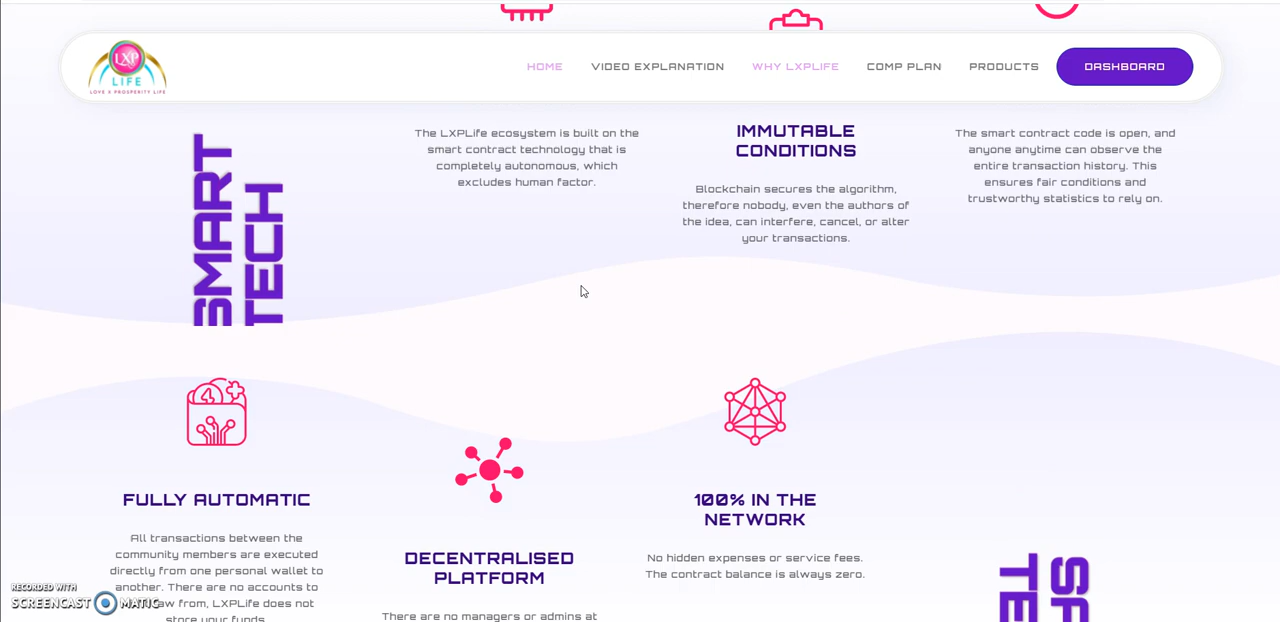 LXP
LIFE
LOVE & PROSPERITY LIFE
HOME
VIDEO EXPLANATION
WHY LXPLIFE
COMP PLAN
PRODUCTS
DASHBOARD
SMART
TECH
The LXPLife ecosystem is built on the
smart contract technology that is
completely autonomous, which
excludes human factor.
IMMUTABLE
CONDITIONS
Blockchain secures the algorithm,
therefore nobody, even the authors of
the idea, can interfere, cancel, or alter
your transactions.
The smart contract code is open, and
anyone anytime can observe the
entire transaction history. This
ensures fair conditions and
trustworthy statistics to rely on.
FULLY AUTOMATIC
All transactions between the
community members are executed
directly from one personal wallet to
another. There are no accounts to
from, LXPLife does not
store your funds.
DECENTRALISED
PLATFORM
There are no managers or admins at
100% IN THE
NETWORK
No hidden expenses or service fees.
The contract balance is always zero.
RECORDED WITH
SCREENCAST MATIC